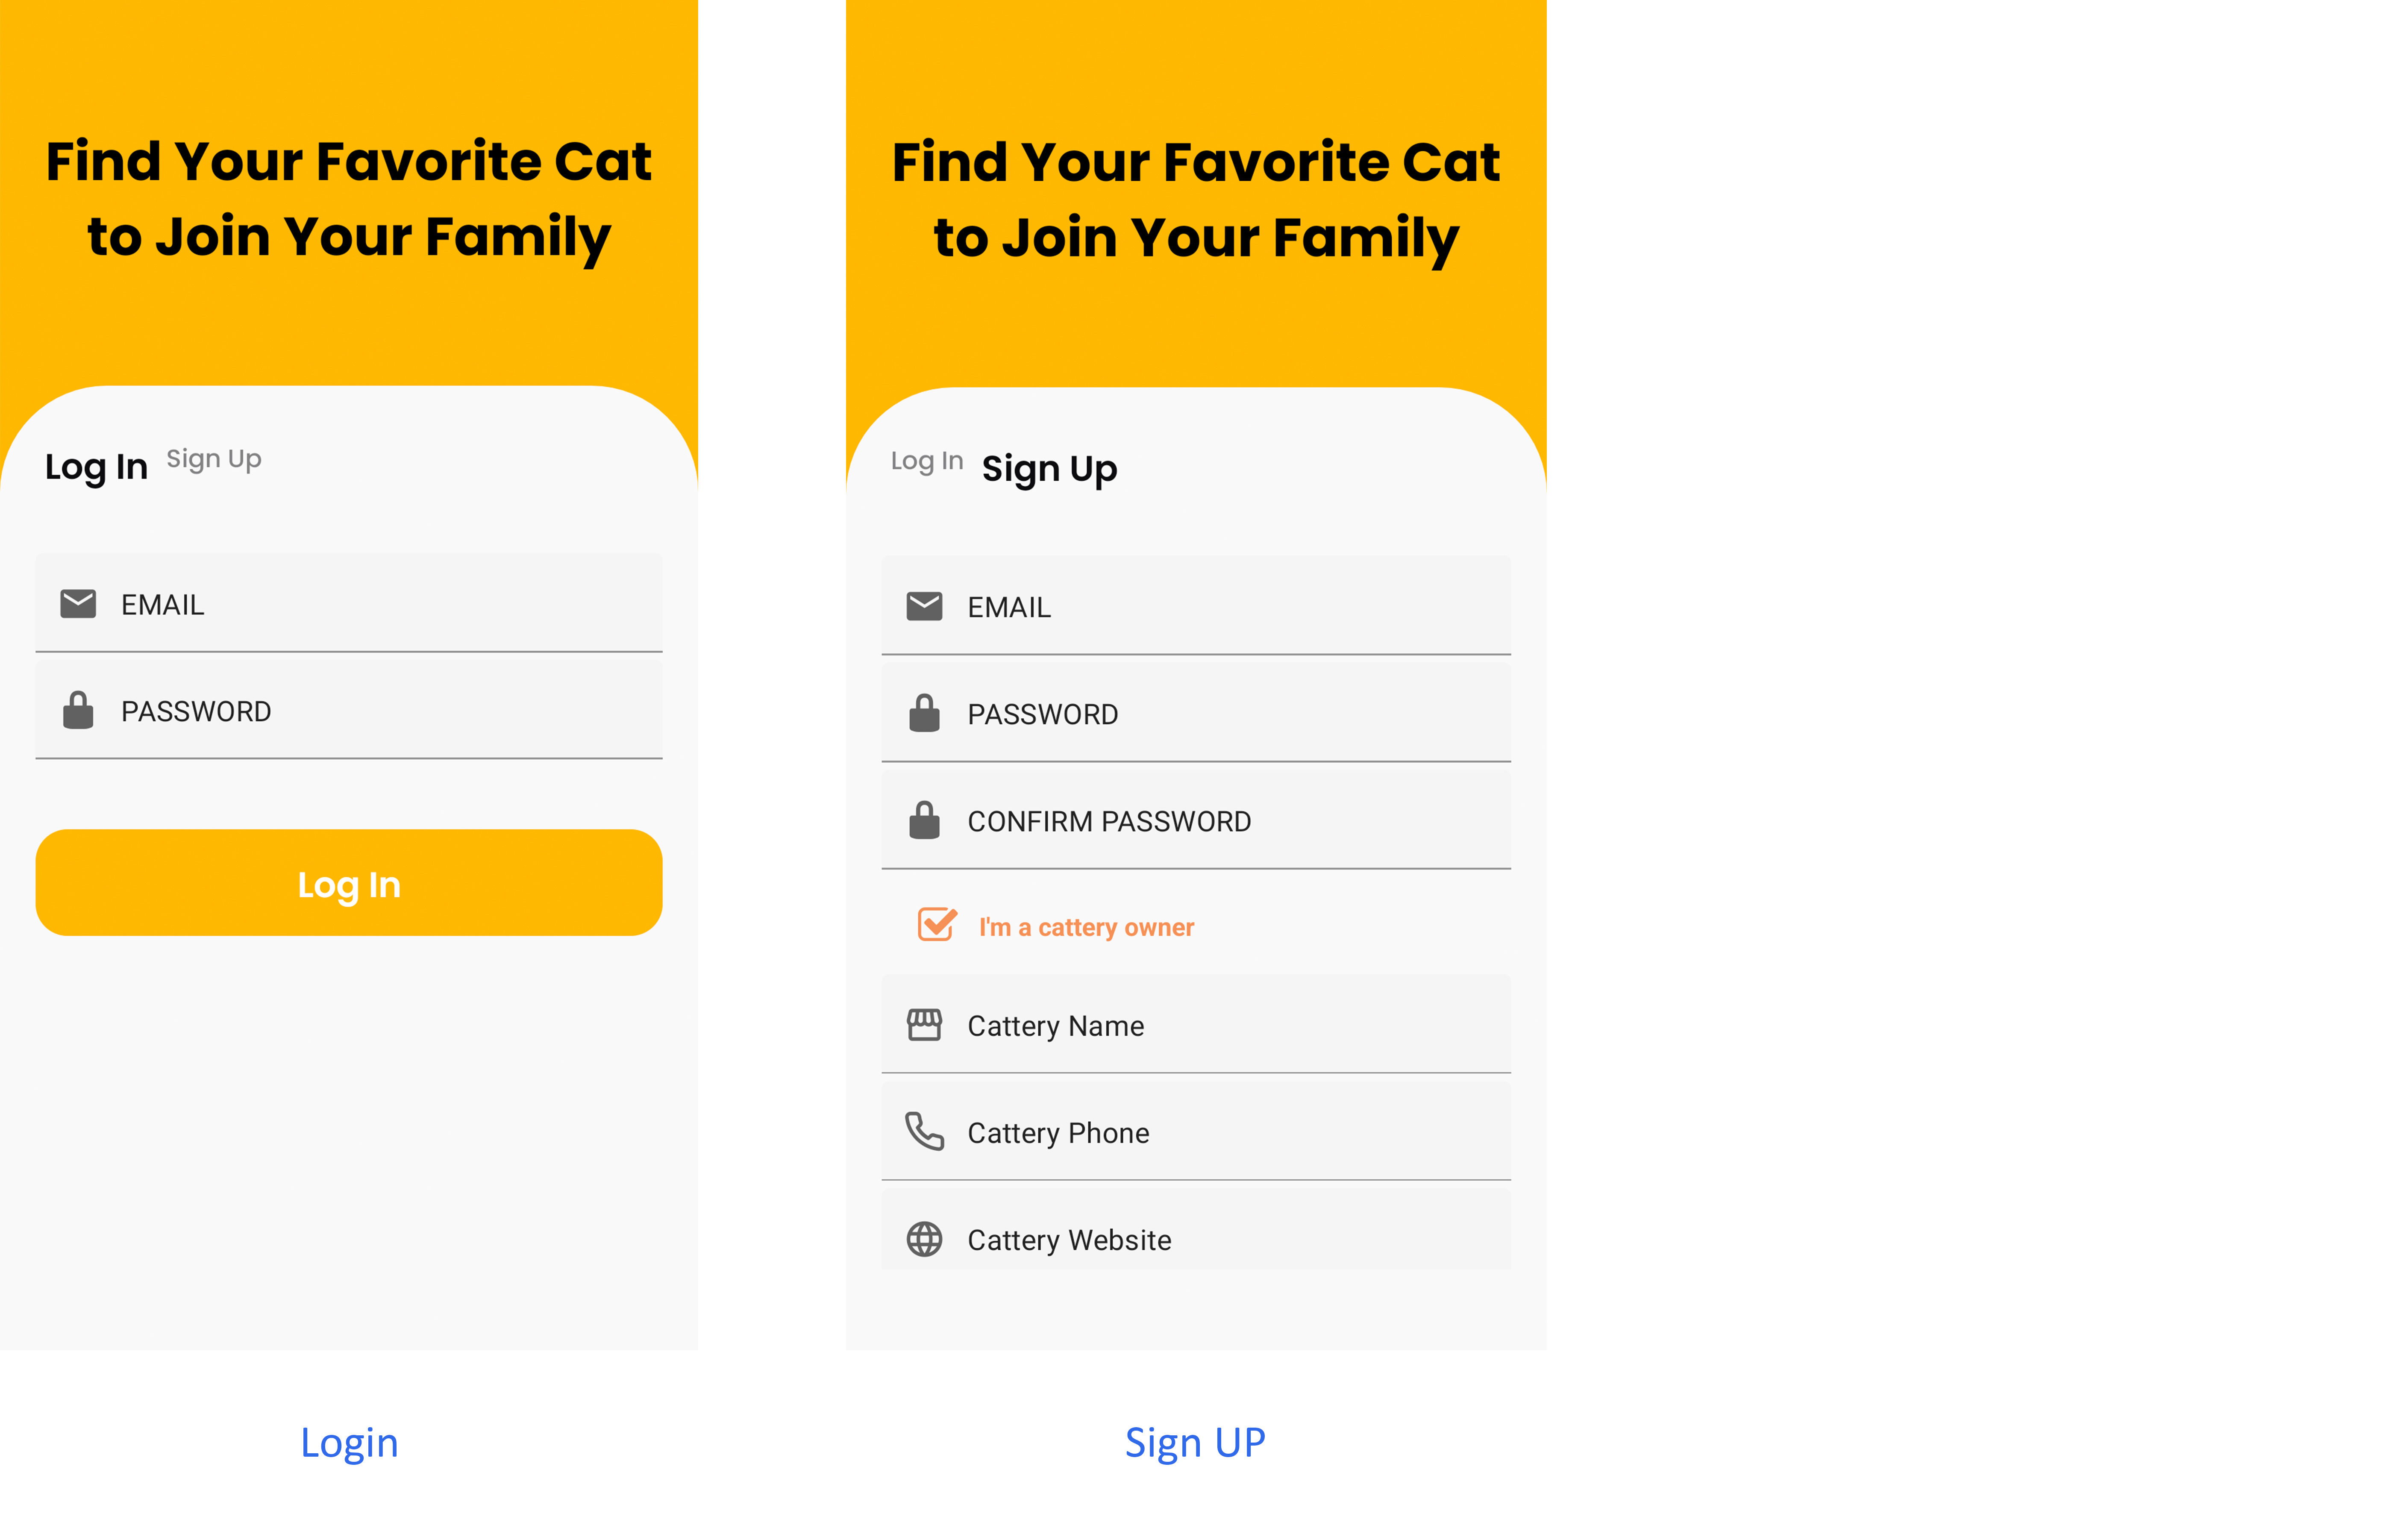 Find Your Favorite Cat
to Join Your Family
Log In Sign Up
EMAIL
PASSWORD
Log In
Login
Find Your Favorite Cat
to Join Your Family
Log In Sign Up
EMAIL
PASSWORD
CONFIRM PASSWORD
I'm a cattery owner
Cattery Name
Cattery Phone
Cattery Website
Sign UP